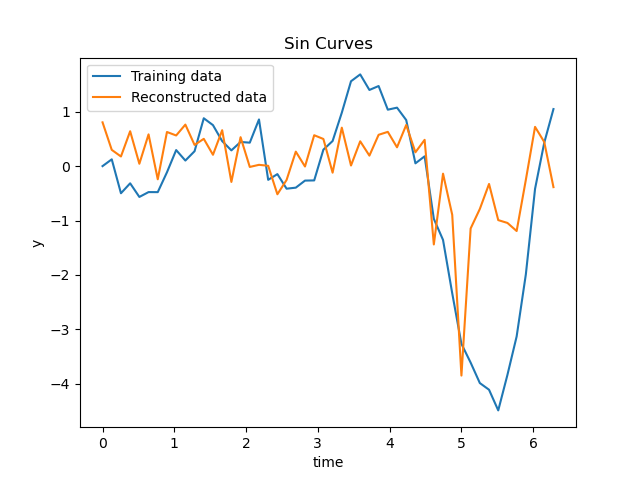 Sin Curves
Training data
Reconstructed data
1
0
−1
−2
−3
−4
y
0 1 2 3 4 5 6
time